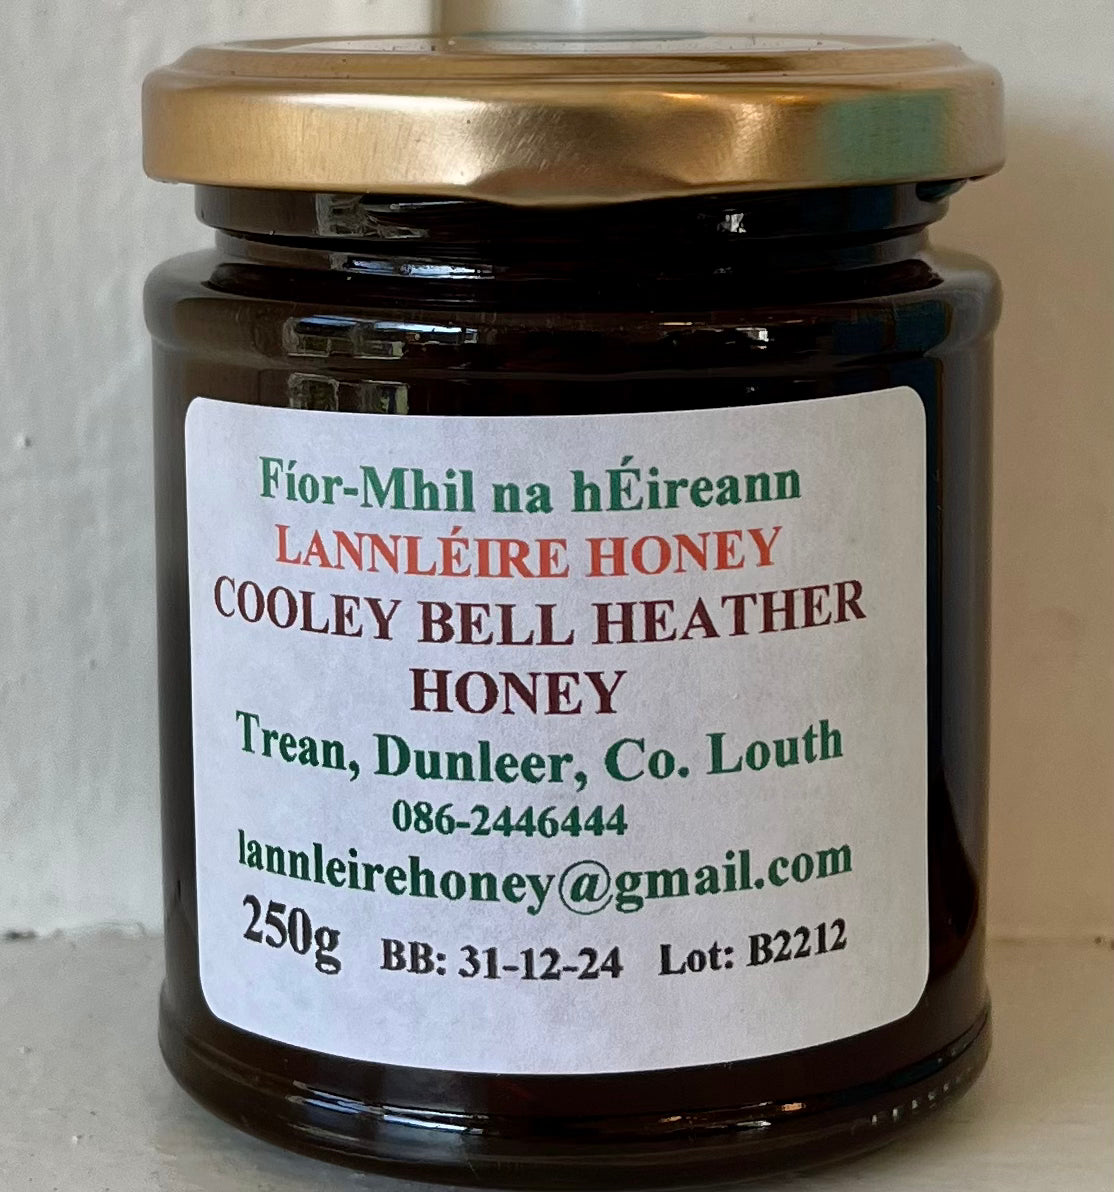 Fíor-Mhil na hÉireann
LANNLÉIRE HONEY
COOLEY BELL HEATHER
HONEY
Trean, Dunleer, Co. Louth
086-2446444
lannleirehoney@gmail.com
250g BB: 31-12-24 Lot: B2212